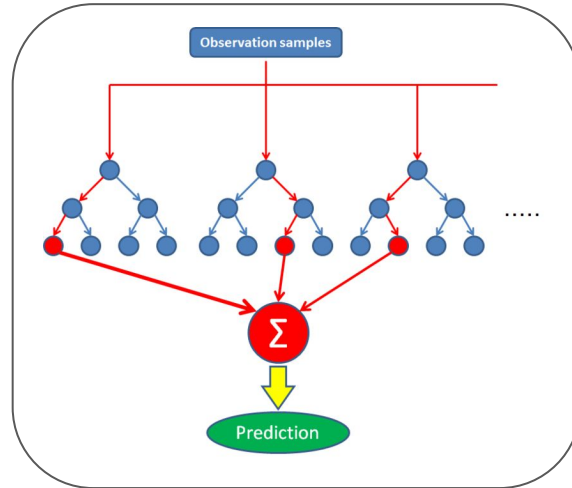 Observation samples
.....
Σ
Prediction